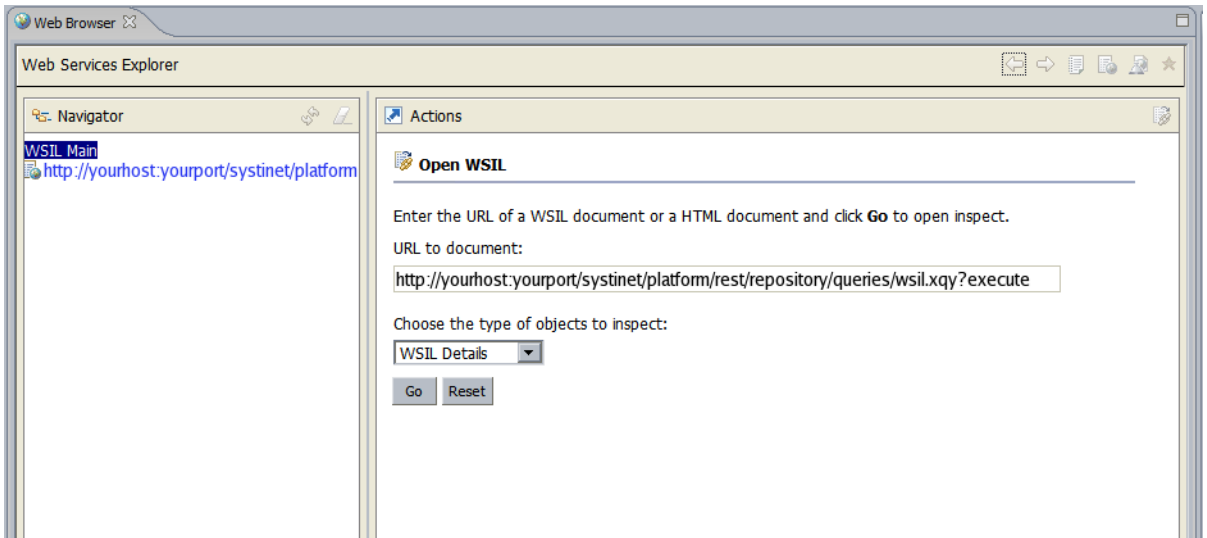 Web Browser
Web Services Explorer
Navigator
WSIL Main
http://yourhost:yourport/systinet/platform
Actions
Open WSIL
Enter the URL of a WSIL document or a HTML document and click Go to open inspect.
URL to document:
http://yourhost:yourport/systinet/platform/rest/repository/queries/wsil.xqy?execute
Choose the type of objects to inspect:
WSIL Details
Go Reset